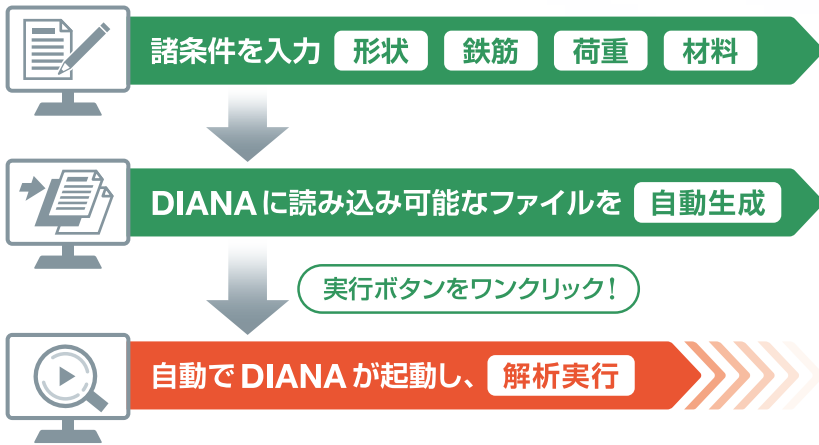 諸条件を入力 形状 鉄筋 荷重 材料
DIANAに読み込み可能なファイルを 自動生成
実行ボタンをワンクリック!
自動でDIANAが起動し、 解析実行